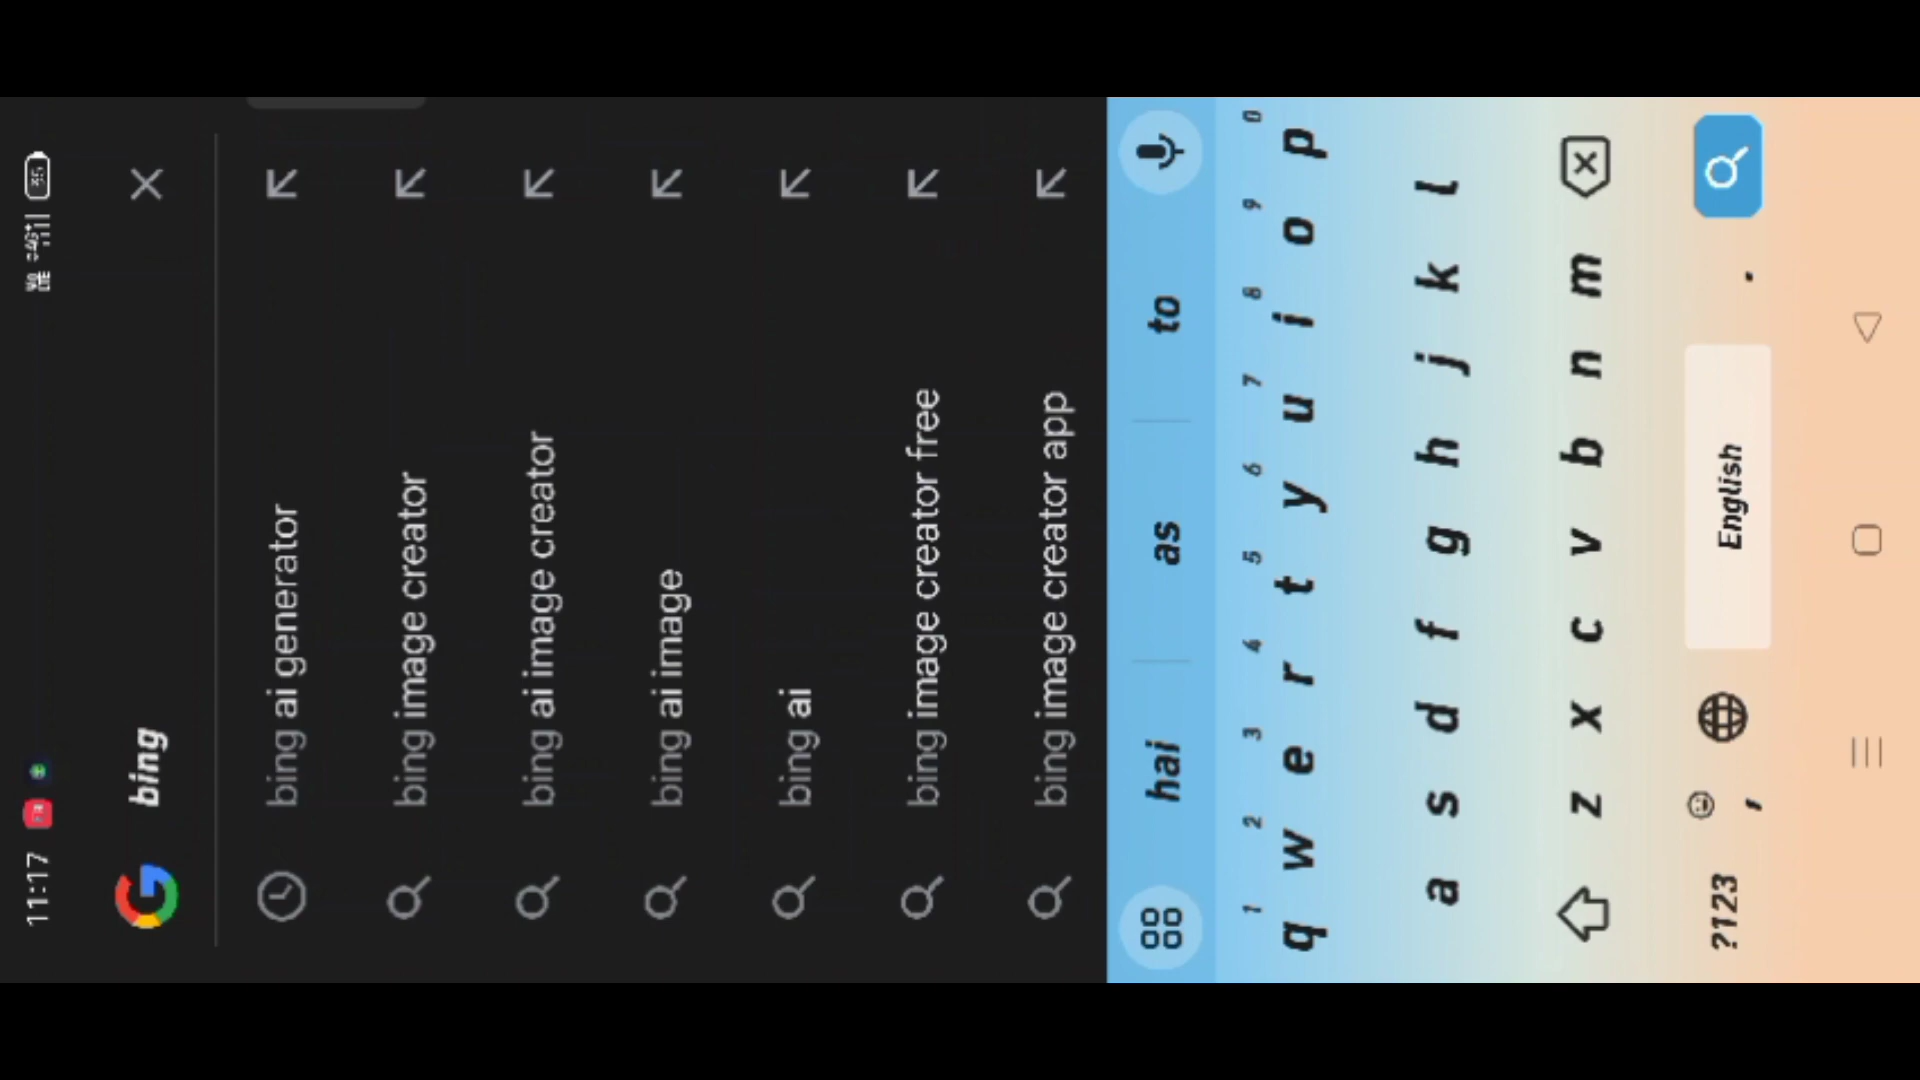 11:17
bing
bing ai generator
bing image creator
bing ai image creator
bing ai image
bing ai
bing image creator free
bing image creator app
hai as to
1 2 3 4 5 6 7 8 9 0
q w e r t y u i o p
a s d f g h j k l
z x c v b n m
?123 , English .